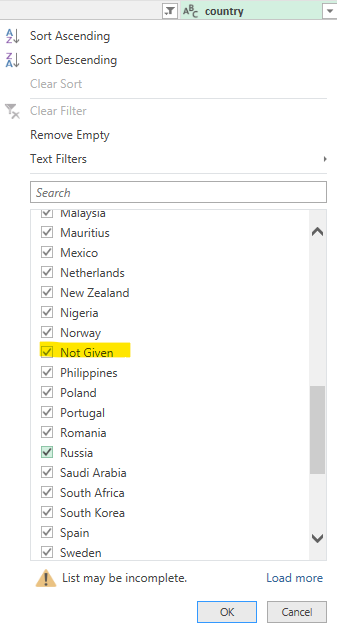 ABC country
Sort Ascending
Sort Descending
Clear Sort
Clear Filter
Remove Empty
Text Filters
Search
Malaysia
Mauritius
Mexico
Netherlands
New Zealand
Nigeria
Norway
Not Given
Philippines
Poland
Portugal
Romania
Russia
Saudi Arabia
South Africa
South Korea
Spain
Sweden
List may be incomplete. Load more
OK Cancel